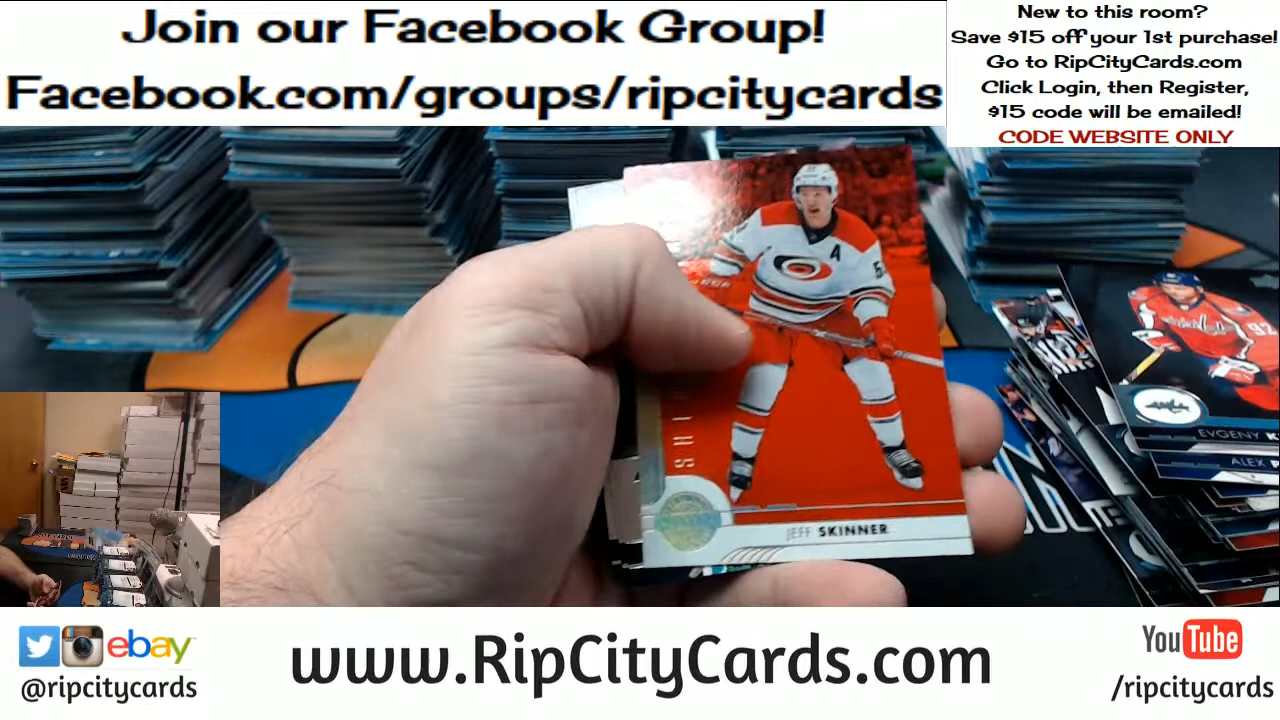 Join our Facebook Group!
Facebook.com/groups/ripcitycards
New to this room?
Save $15 off your 1st purchase!
Go to RipCityCards.com
Click Login, then Register,
$15 code will be emailed!
CODE WEBSITE ONLY
A
JEFF SKINNER
92
EVGENY K
ALEX
ebay
@ripcitycards
www.RipCityCards.com
YouTube
/ripcitycards